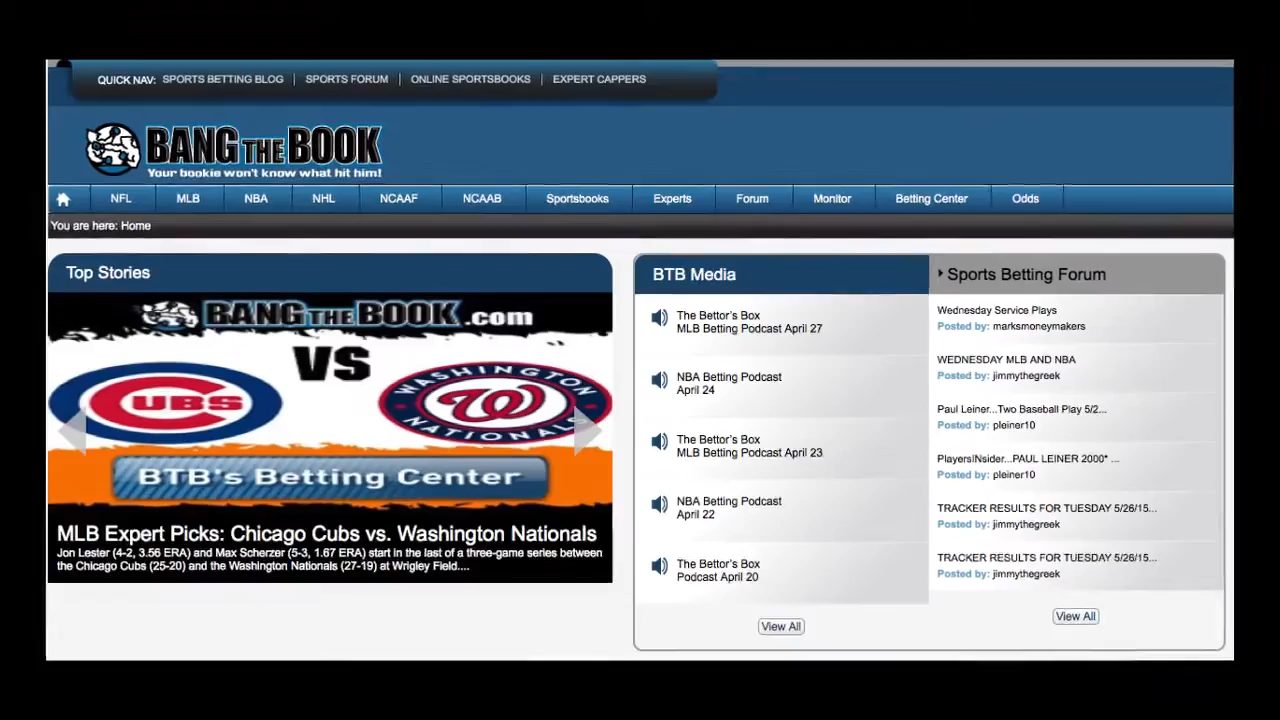 QUICK NAV: SPORTS BETTING BLOG | SPORTS FORUM | ONLINE SPORTSBOOKS | EXPERT CAPPERS
BANG THE BOOK
Your bookie won't know what hit him!
NFL MLB NBA NHL NCAAF NCAAB Sportsbooks Experts Forum Monitor Betting Center Odds
You are here: Home
Top Stories
BANG THE BOOK.com
VS
CUBS
WASHINGTON
W
NATIONALS
BTB's Betting Center
MLB Expert Picks: Chicago Cubs vs. Washington Nationals
Jon Lester (4-2, 3.56 ERA) and Max Scherzer (5-3, 1.67 ERA) start in the last of a three-game series between
the Chicago Cubs (25-20) and the Washington Nationals (27-19) at Wrigley Field....
BTB Media
The Bettor's Box
MLB Betting Podcast April 27
NBA Betting Podcast
April 24
The Bettor's Box
MLB Betting Podcast April 23
NBA Betting Podcast
April 22
The Bettor's Box
Podcast April 20
View All
Sports Betting Forum
Wednesday Service Plays
Posted by: marksmoneymakers
WEDNESDAY MLB AND NBA
Posted by: jimmythegreek
Paul Leiner...Two Baseball Play 5/2...
Posted by: pleiner10
Players|Nsider...PAUL LEINER 2000* ...
Posted by: pleiner10
TRACKER RESULTS FOR TUESDAY 5/26/15...
Posted by: jimmythegreek
TRACKER RESULTS FOR TUESDAY 5/26/15...
Posted by: jimmythegreek
View All